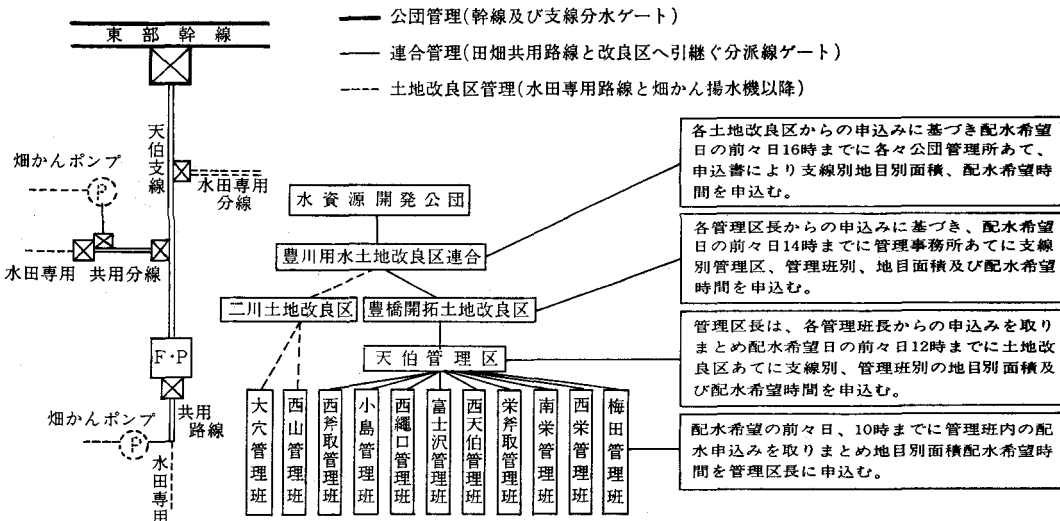 公団管理(幹線及び支線分水ゲート)
連合管理(田畑共用路線と改良区へ引継ぐ分派線ゲート)
土地改良区管理(水田専用路線と畑かん揚水機以降)
東部幹線
天伯支線
畑かんポンプ
P
水田専用
分線
水田専用 共用分線
F・P
畑かんポンプ
P
共用
路線
水田専用
水資源開発公団
豊川用水土地改良区連合
二川土地改良区
豊橋開拓土地改良区
天伯管理区
大穴管理班
西山管理班
西斧取管理班
小島管理班
西縄口管理班
富士沢管理班
西天伯管理班
栄斧取管理班
南栄管理班
西栄管理班
梅田管理班
各土地改良区からの申込みに基づき配水希望
日の前々日16時までに各々公団管理所あて、
申込書により支線別地目別面積、配水希望時
間を申込む。
各管理区長からの申込みに基づき、配水希望
日の前々日14時までに管理事務所あてに支線
別管理区、管理班別、地目面積及び配水希望
時間を申込む。
管理区長は、各管理班長からの申込みを取り
まとめ配水希望日の前々日12時までに土地改
良区あてに支線別、管理班別の地目別面積及
び配水希望時間を申込む。
配水希望の前々日、10時までに管理班内の配
水申込みを取りまとめ地目別面積配水希望時
間を管理区長に申込む。